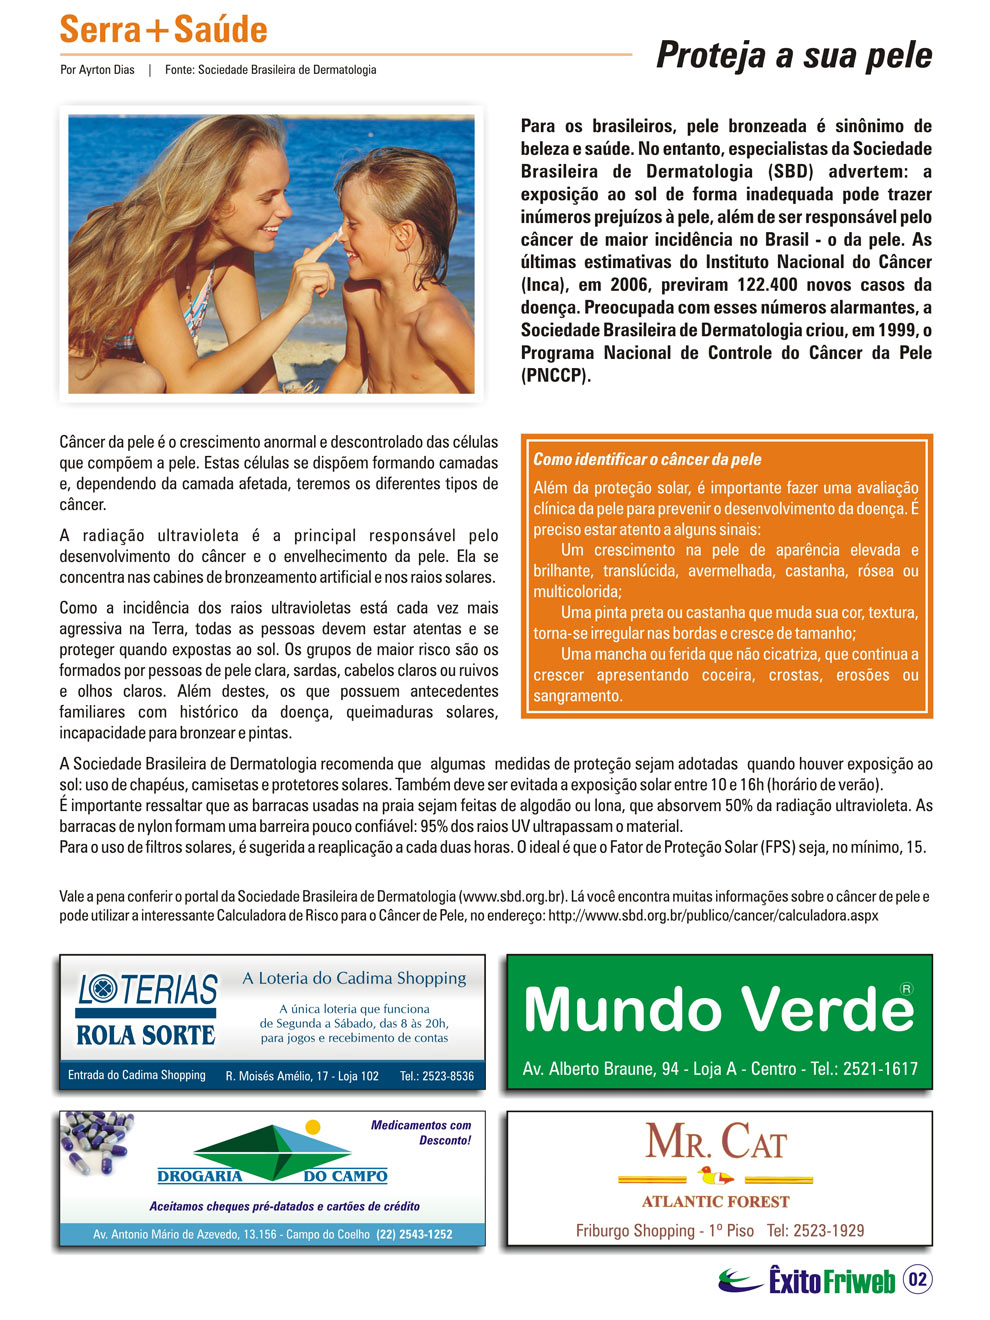 Serra+Saúde
Por Ayrton Dias | Fonte: Sociedade Brasileira de Dermatologia
Proteja a sua pele
Para os brasileiros, pele bronzeada é sinônimo de
beleza e saúde. No entanto, especialistas da Sociedade
Brasileira de Dermatologia (SBD) advertem: a
exposição ao sol de forma inadequada pode trazer
inúmeros prejuízos à pele, além de ser responsável pelo
câncer de maior incidência no Brasil - o da pele. As
últimas estimativas do Instituto Nacional do Câncer
(Inca), em 2006, previram 122.400 novos casos da
doença. Preocupada com esses números alarmantes, a
Sociedade Brasileira de Dermatologia criou, em 1999, o
Programa Nacional de Controle do Câncer da Pele
(PNCCP).
Câncer da pele é o crescimento anormal e descontrolado das células
que compõem a pele. Estas células se dispõem formando camadas
e, dependendo da camada afetada, teremos os diferentes tipos de
câncer.
A radiação ultravioleta é a principal responsável pelo
desenvolvimento do câncer e o envelhecimento da pele. Ela se
concentra nas cabines de bronzeamento artificial e nos raios solares.
Como a incidência dos raios ultravioletas está cada vez mais
agressiva na Terra, todas as pessoas devem estar atentas e se
proteger quando expostas ao sol. Os grupos de maior risco são os
formados por pessoas de pele clara, sardas, cabelos claros ou ruivos
e olhos claros. Além destes, os que possuem antecedentes
familiares com histórico da doença, queimaduras solares,
incapacidade para bronzear e pintas.
Como identificar o câncer da pele
Além da proteção solar, é importante fazer uma avaliação
clínica da pele para prevenir o desenvolvimento da doença. É
preciso estar atento a alguns sinais:
Um crescimento na pele de aparência elevada e
brilhante, translúcida, avermelhada, castanha, rósea ou
multicolorida;
Uma pinta preta ou castanha que muda sua cor, textura,
torna-se irregular nas bordas e cresce de tamanho;
Uma mancha ou ferida que não cicatriza, que continua a
crescer apresentando coceira, crostas, erosões ou
sangramento.
A Sociedade Brasileira de Dermatologia recomenda que algumas medidas de proteção sejam adotadas quando houver exposição ao
sol: uso de chapéus, camisetas e protetores solares. Também deve ser evitada a exposição solar entre 10 e 16h (horário de verão).
É importante ressaltar que as barracas usadas na praia sejam feitas de algodão ou lona, que absorvem 50% da radiação ultravioleta. As
barracas de nylon formam uma barreira pouco confiável: 95% dos raios UV ultrapassam o material.
Para o uso de filtros solares, é sugerida a reaplicação a cada duas horas. O ideal é que o Fator de Proteção Solar (FPS) seja, no mínimo, 15.
Vale a pena conferir o portal da Sociedade Brasileira de Dermatologia (www.sbd.org.br). Lá você encontra muitas informações sobre o câncer de pele e
pode utilizar a interessante Calculadora de Risco para o Câncer de Pele, no endereço: http://www.sbd.org.br/publico/cancer/calculadora.aspx
LOTERIAS
ROLA SORTE
A Loteria do Cadima Shopping
A única loteria que funciona
de Segunda a Sábado, das 8 às 20h,
para jogos e recebimento de contas
Entrada do Cadima Shopping R. Moisés Amélio, 17 - Loja 102 Tel.: 2523-8536
Mundo Verde®
Av. Alberto Braune, 94 - Loja A - Centro - Tel.: 2521-1617
Medicamentos com
Desconto!
DROGARIA DO CAMPO
Aceitamos cheques pré-datados e cartões de crédito
Av. Antonio Mário de Azevedo, 13.156 - Campo do Coelho (22) 2543-1252
MR. CAT
ATLANTIC FOREST
Friburgo Shopping - 1º Piso Tel: 2523-1929
ÊxitoFriweb 02